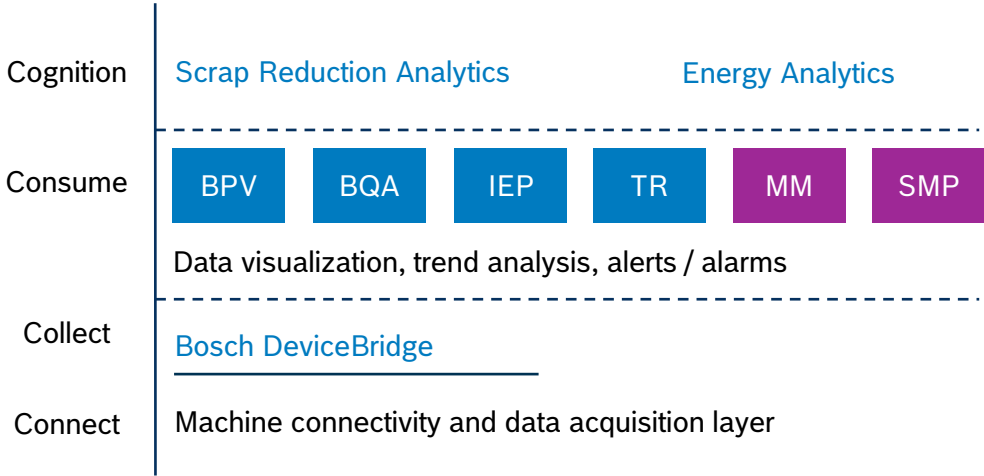 Cognition
Scrap Reduction Analytics
Energy Analytics
Consume
BPV
BQA
IEP
TR
MM
SMP
Data visualization, trend analysis, alerts / alarms
Collect
Bosch DeviceBridge
Connect
Machine connectivity and data acquisition layer